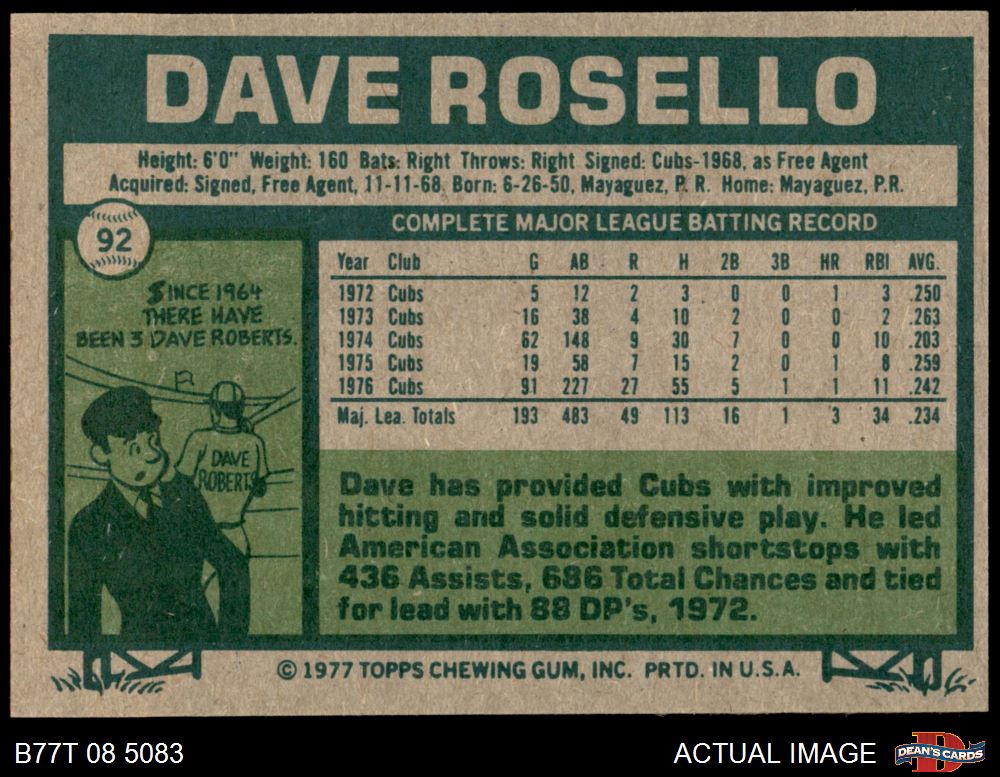 DAVE ROSELLO
Height: 6'0" Weight: 160 Bats: Right Throws: Right Signed: Cubs-1968, as Free Agent
Acquired: Signed, Free Agent, 11-11-68. Born: 6-26-50, Mayaguez, P. R. Home: Mayaguez, P.R.
92
SINCE 1964
THERE HAVE
BEEN 3 DAVE ROBERTS.
DAVE
ROBERTS
COMPLETE MAJOR LEAGUE BATTING RECORD
Year Club G AB R H 2B 3B HR RBI AVG.
1972 Cubs 5 12 2 3 0 0 1 3 .250
1973 Cubs 16 38 4 10 2 0 0 2 .263
1974 Cubs 62 148 9 30 7 0 0 10 .203
1975 Cubs 19 58 7 15 2 0 1 8 .259
1976 Cubs 91 227 27 55 5 1 1 11 .242
Maj. Lea. Totals 193 483 49 113 16 1 3 34 .234
Dave has provided Cubs with improved
hitting and solid defensive play. He led
American Association shortstops with
436 Assists, 686 Total Chances and tied
for lead with 88 DP's, 1972.
© 1977 TOPPS CHEWING GUM, INC. PRTD. IN U.S.A.
B77T 08 5083
ACTUAL IMAGE
DEAN'S CARDS